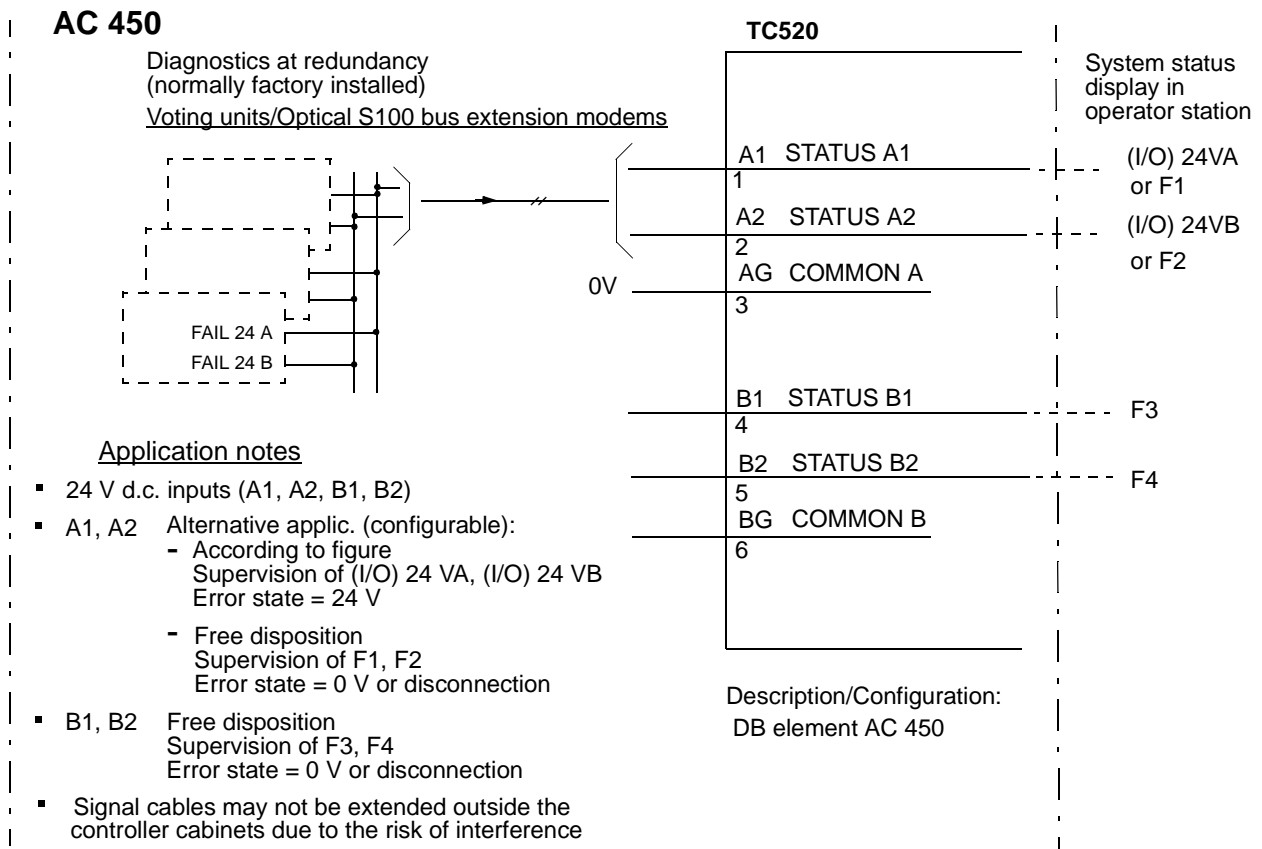 AC 450
Diagnostics at redundancy
(normally factory installed)
Voting units/Optical S100 bus extension modems
FAIL 24 A
FAIL 24 B
TC520
A1 STATUS A1
1
A2 STATUS A2
2
0V
AG COMMON A
3
B1 STATUS B1
4
B2 STATUS B2
5
BG COMMON B
6
System status
display in
operator station
(I/O) 24VA
or F1
(I/O) 24VB
or F2
F3
F4
Application notes
▪ 24 V d.c. inputs (A1, A2, B1, B2)
▪ A1, A2 Alternative applic. (configurable):
- According to figure
Supervision of (I/O) 24 VA, (I/O) 24 VB
Error state = 24 V
- Free disposition
Supervision of F1, F2
Error state = 0 V or disconnection
▪ B1, B2 Free disposition
Supervision of F3, F4
Error state = 0 V or disconnection
▪ Signal cables may not be extended outside the
controller cabinets due to the risk of interference
Description/Configuration:
DB element AC 450